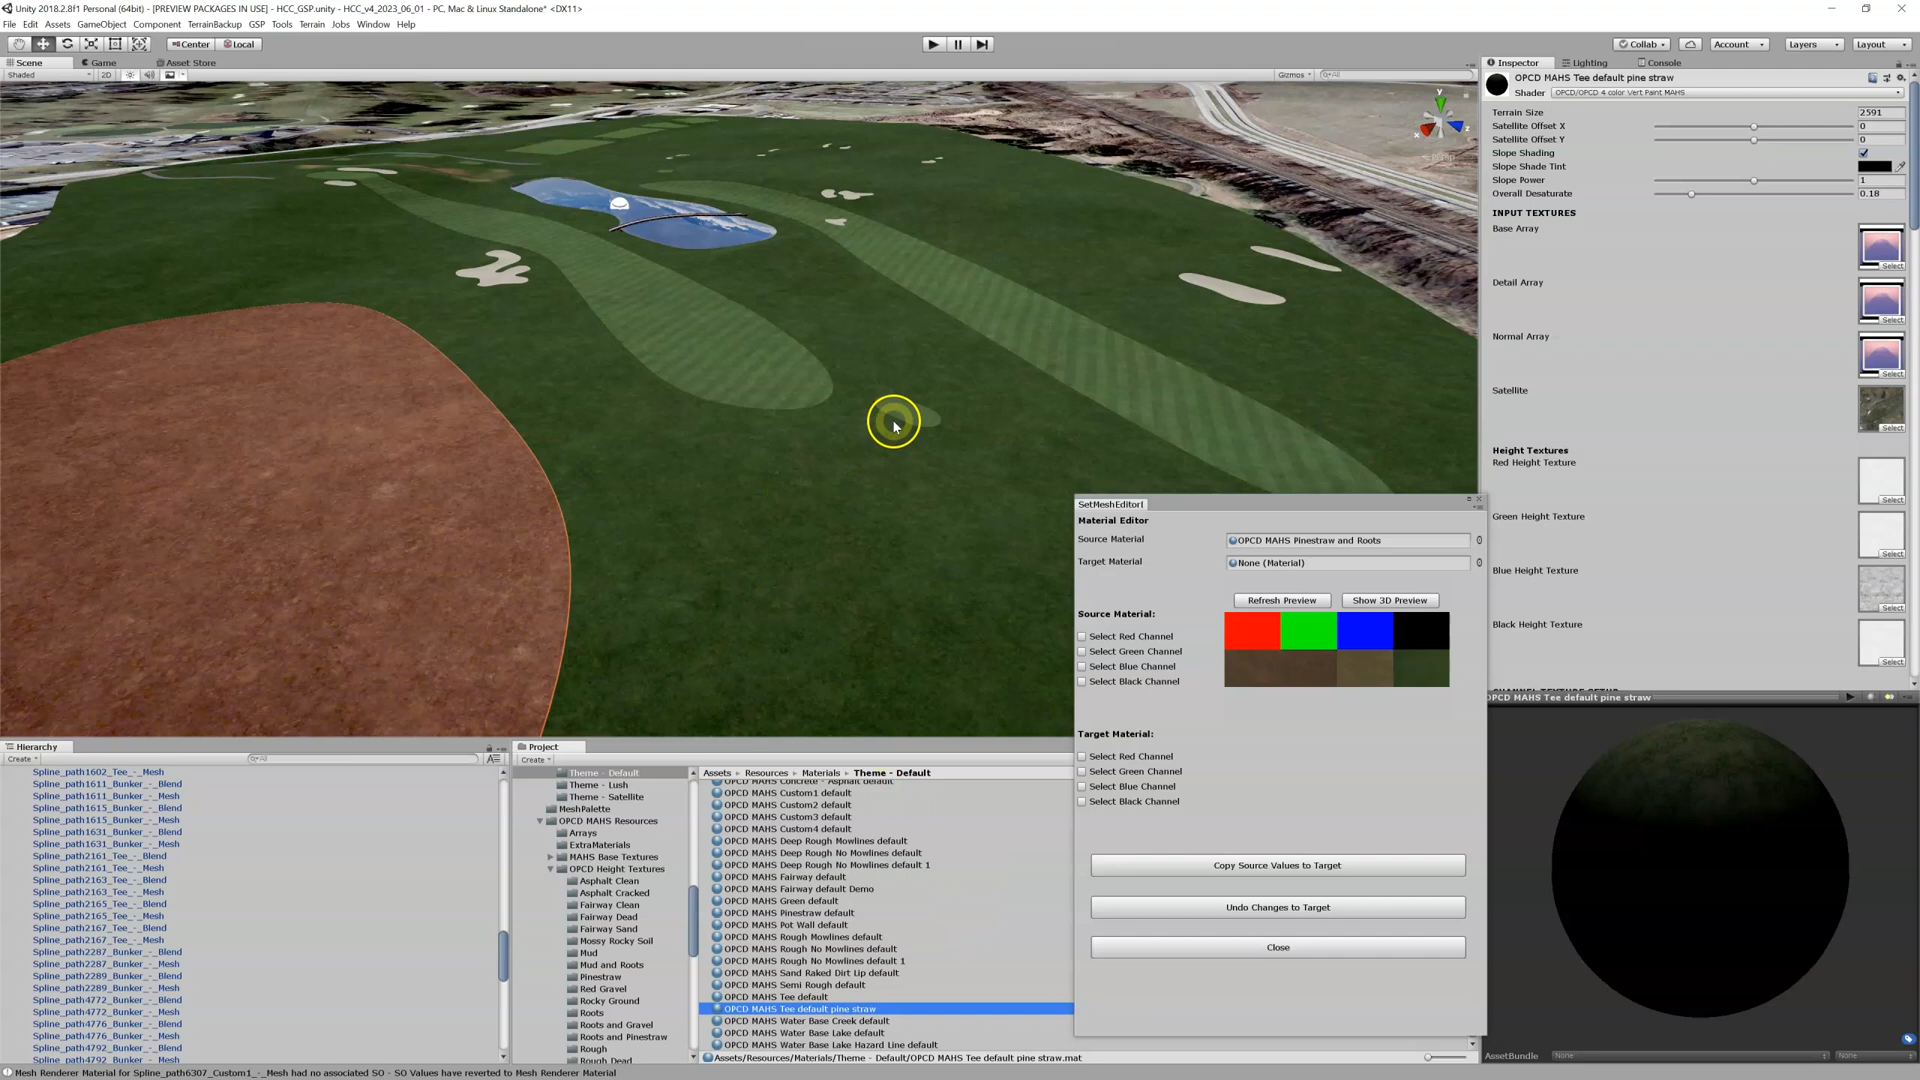 Unity 2018.2.8f1 Personal (64bit) - [PREVIEW PACKAGES IN USE] - HCC_GSP.unity - HCC_v4_2023_06_01 - PC, Mac & Linux Standalone* <DX11>
File Edit Assets GameObject Component TerrainBackup GSP Tools Terrain Jobs Window Help
Center Local
Collab Account Layers Layout
Scene Game Asset Store
Shaded 2D Gizmos All
y
x
z
Persp
Inspector Lighting Console
OPCD MAHS Tee default pine straw
Shader OPCD/OPCD 4 color Vert Paint MAHS
Terrain Size 2591
Satellite Offset X 0
Satellite Offset Y 0
Slope Shading
Slope Shade Tint
Slope Power 1
Overall Desaturate 0.18
INPUT TEXTURES
Base Array
Select
Detail Array
Select
Normal Array
Select
Satellite
Select
Height Textures
Red Height Texture
Select
Green Height Texture
Select
Blue Height Texture
Select
Black Height Texture
Select
OPCD MAHS Tee default pine straw
AssetBundle None None
SetMeshEditorI
Material Editor
Source Material OPCD MAHS Pinestraw and Roots
Target Material None (Material)
Refresh Preview Show 3D Preview
Source Material:
Select Red Channel
Select Green Channel
Select Blue Channel
Select Black Channel
Target Material:
Select Red Channel
Select Green Channel
Select Blue Channel
Select Black Channel
Copy Source Values to Target
Undo Changes to Target
Close
Hierarchy
Create All
Spline_path1602_Tee_-_Mesh
Spline_path1611_Bunker_-_Blend
Spline_path1611_Bunker_-_Mesh
Spline_path1615_Bunker_-_Blend
Spline_path1615_Bunker_-_Mesh
Spline_path1631_Bunker_-_Blend
Spline_path1631_Bunker_-_Mesh
Spline_path2161_Tee_-_Blend
Spline_path2161_Tee_-_Mesh
Spline_path2163_Tee_-_Blend
Spline_path2163_Tee_-_Mesh
Spline_path2165_Tee_-_Blend
Spline_path2165_Tee_-_Mesh
Spline_path2167_Tee_-_Blend
Spline_path2167_Tee_-_Mesh
Spline_path2287_Bunker_-_Blend
Spline_path2287_Bunker_-_Mesh
Spline_path2289_Bunker_-_Blend
Spline_path2289_Bunker_-_Mesh
Spline_path4772_Bunker_-_Blend
Spline_path4772_Bunker_-_Mesh
Spline_path4776_Bunker_-_Blend
Spline_path4776_Bunker_-_Mesh
Spline_path4792_Bunker_-_Blend
Spline_path4792_Bunker_-_Mesh
Project
Create
Theme - Default
Theme - Lush
Theme - Satellite
MeshPalette
OPCD MAHS Resources
Arrays
ExtraMaterials
MAHS Base Textures
OPCD Height Textures
Asphalt Clean
Asphalt Cracked
Fairway Clean
Fairway Dead
Fairway Sand
Mossy Rocky Soil
Mud
Mud and Roots
Pinestraw
Red Gravel
Rocky Ground
Roots
Roots and Gravel
Roots and Pinestraw
Rough
Rough Dead
Assets Resources Materials Theme - Default
OPCD MAHS Concrete - Asphalt default
OPCD MAHS Custom1 default
OPCD MAHS Custom2 default
OPCD MAHS Custom3 default
OPCD MAHS Custom4 default
OPCD MAHS Deep Rough Mowlines default
OPCD MAHS Deep Rough No Mowlines default
OPCD MAHS Deep Rough No Mowlines default 1
OPCD MAHS Fairway default
OPCD MAHS Fairway default Demo
OPCD MAHS Green default
OPCD MAHS Pinestraw default
OPCD MAHS Pot Wall default
OPCD MAHS Rough Mowlines default
OPCD MAHS Rough No Mowlines default
OPCD MAHS Rough No Mowlines default 1
OPCD MAHS Sand Raked Dirt Lip default
OPCD MAHS Semi Rough default
OPCD MAHS Tee default
OPCD MAHS Tee default pine straw
OPCD MAHS Water Base Creek default
OPCD MAHS Water Base Lake default
OPCD MAHS Water Base Lake Hazard Line default
Assets/Resources/Materials/Theme - Default/OPCD MAHS Tee default pine straw.mat
Mesh Renderer Material for Spline_path6307_Custom1_-_Mesh had no associated SO - SO Values have reverted to Mesh Renderer Material